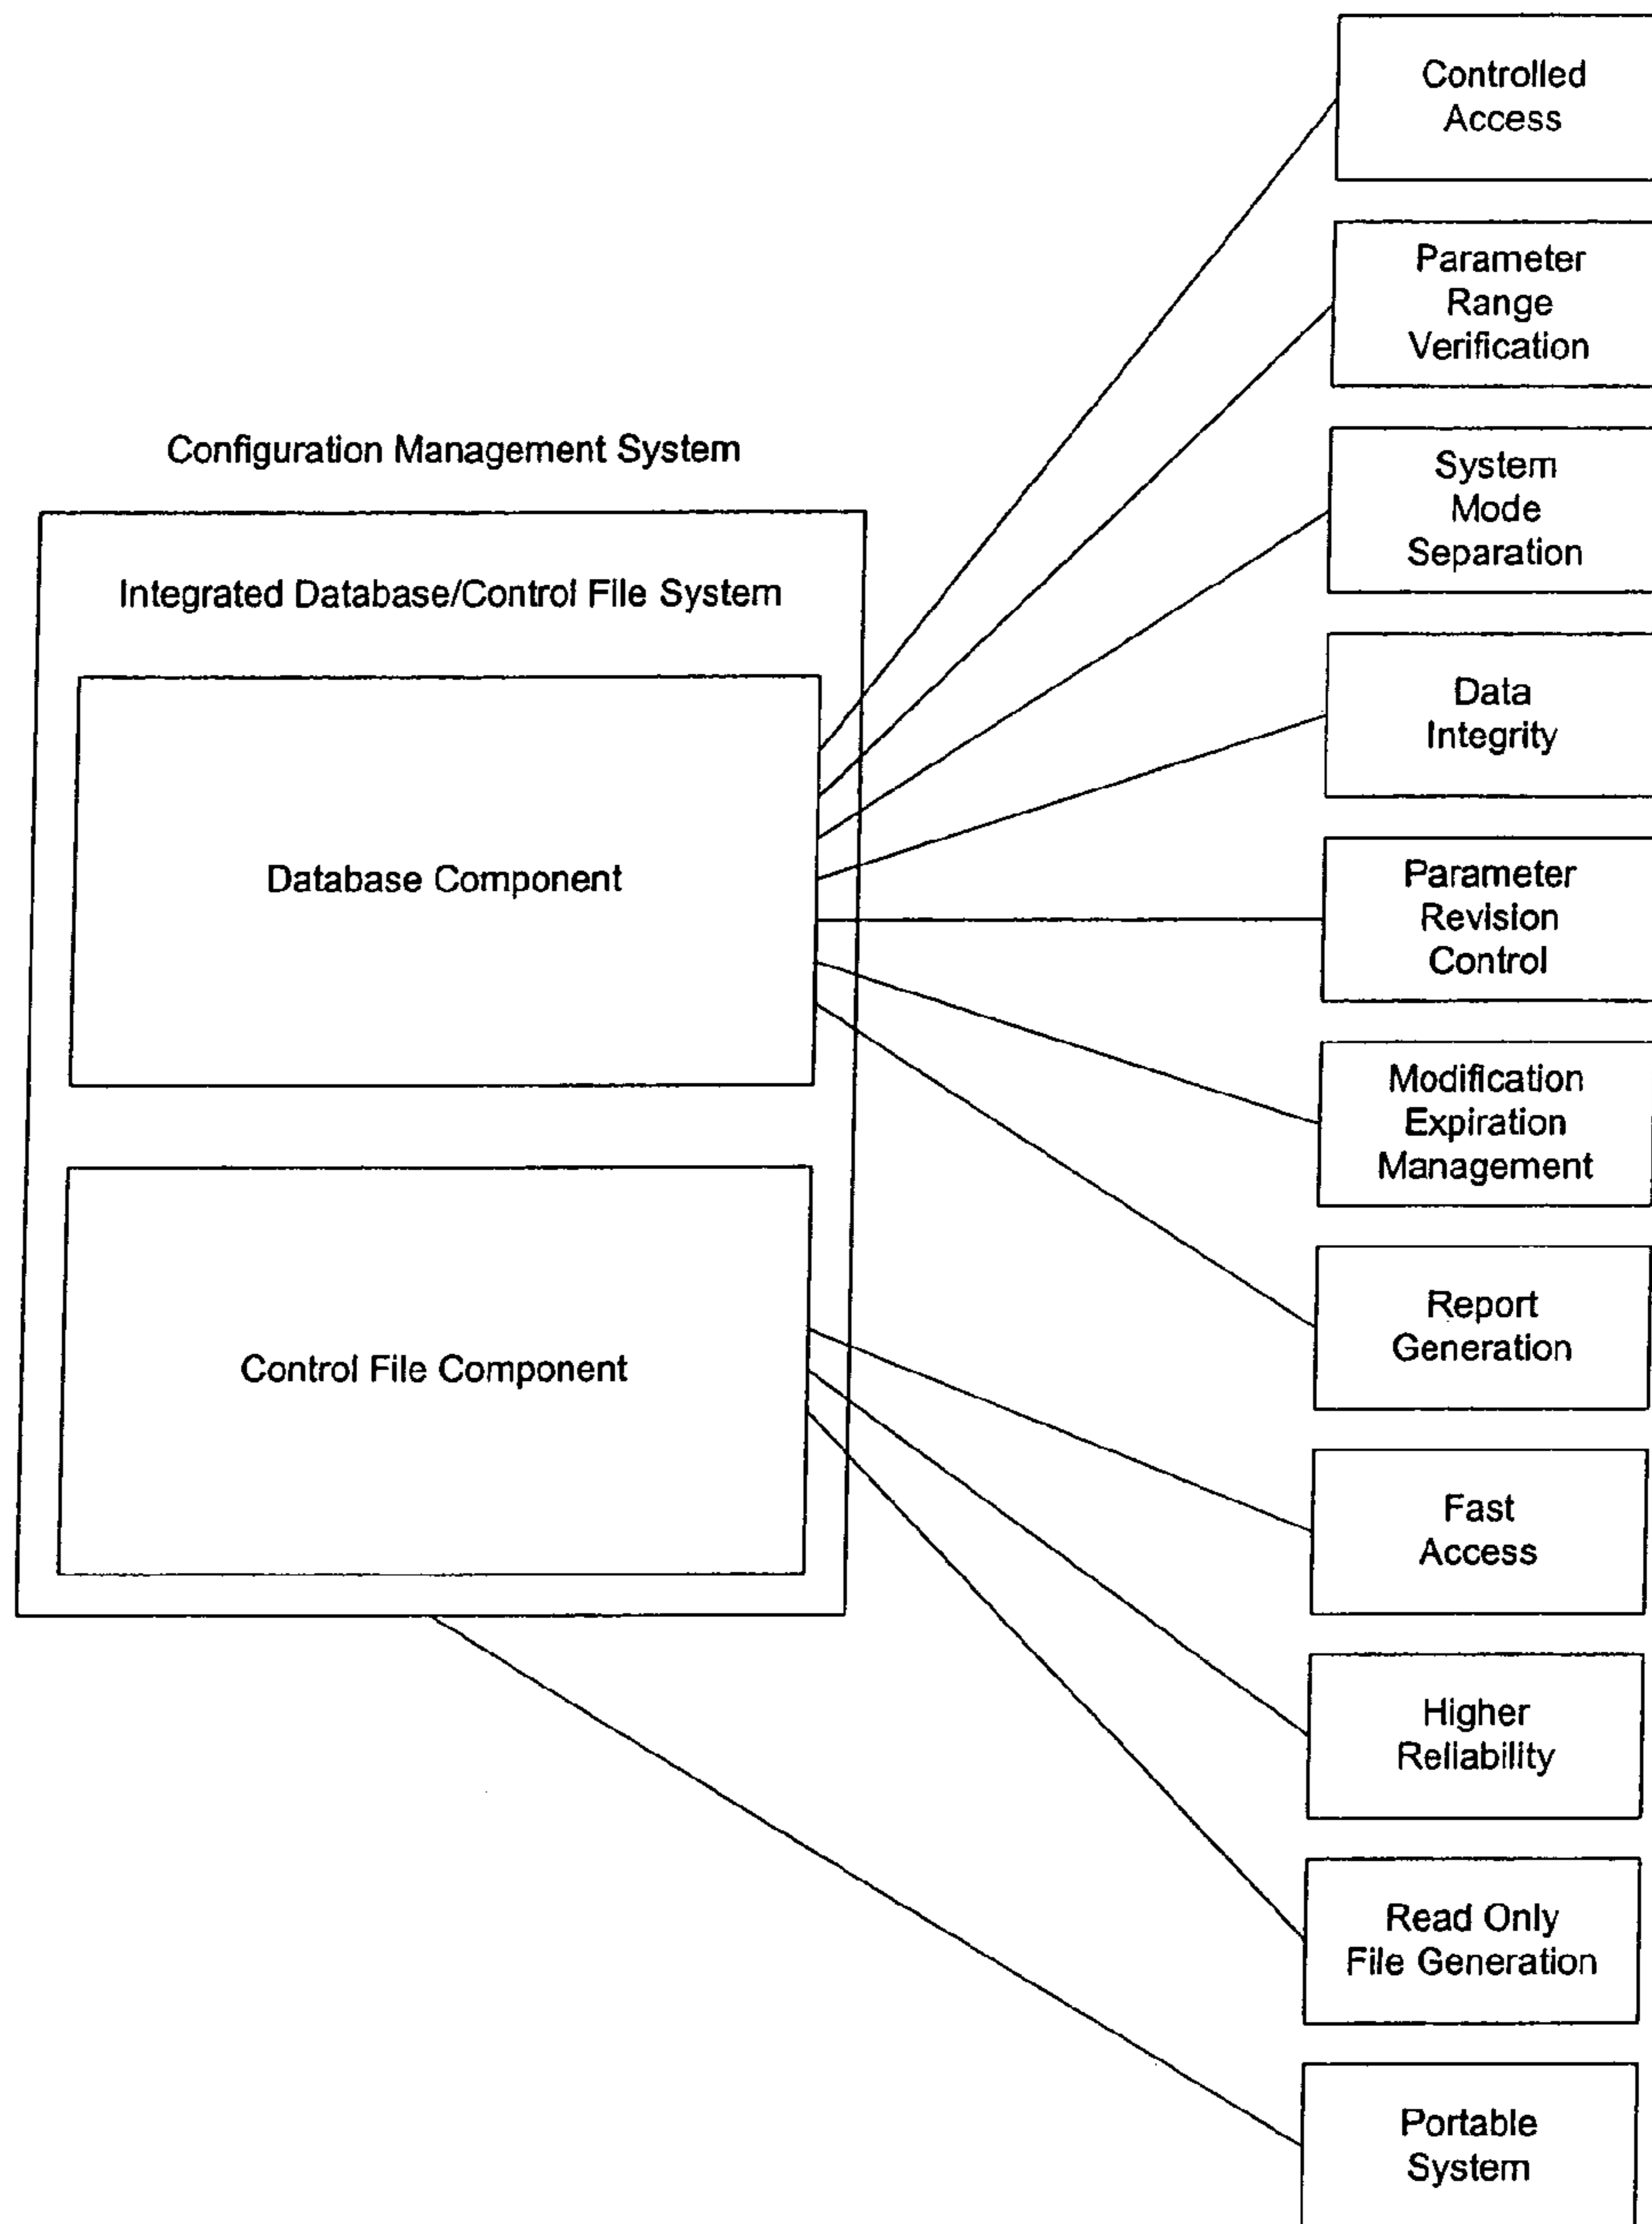 Controlled
Access
Parameter
Range
Verification
Configuration Management System
System
Mode
Separation
Integrated Database/Control File System
Data
Integrity
Database Component
Parameter
Revision
Control
Modification
Expiration
Management
Report
Generation
Control File Component
Fast
Access
Higher
Reliability
Read Only
File Generation
Portable
System